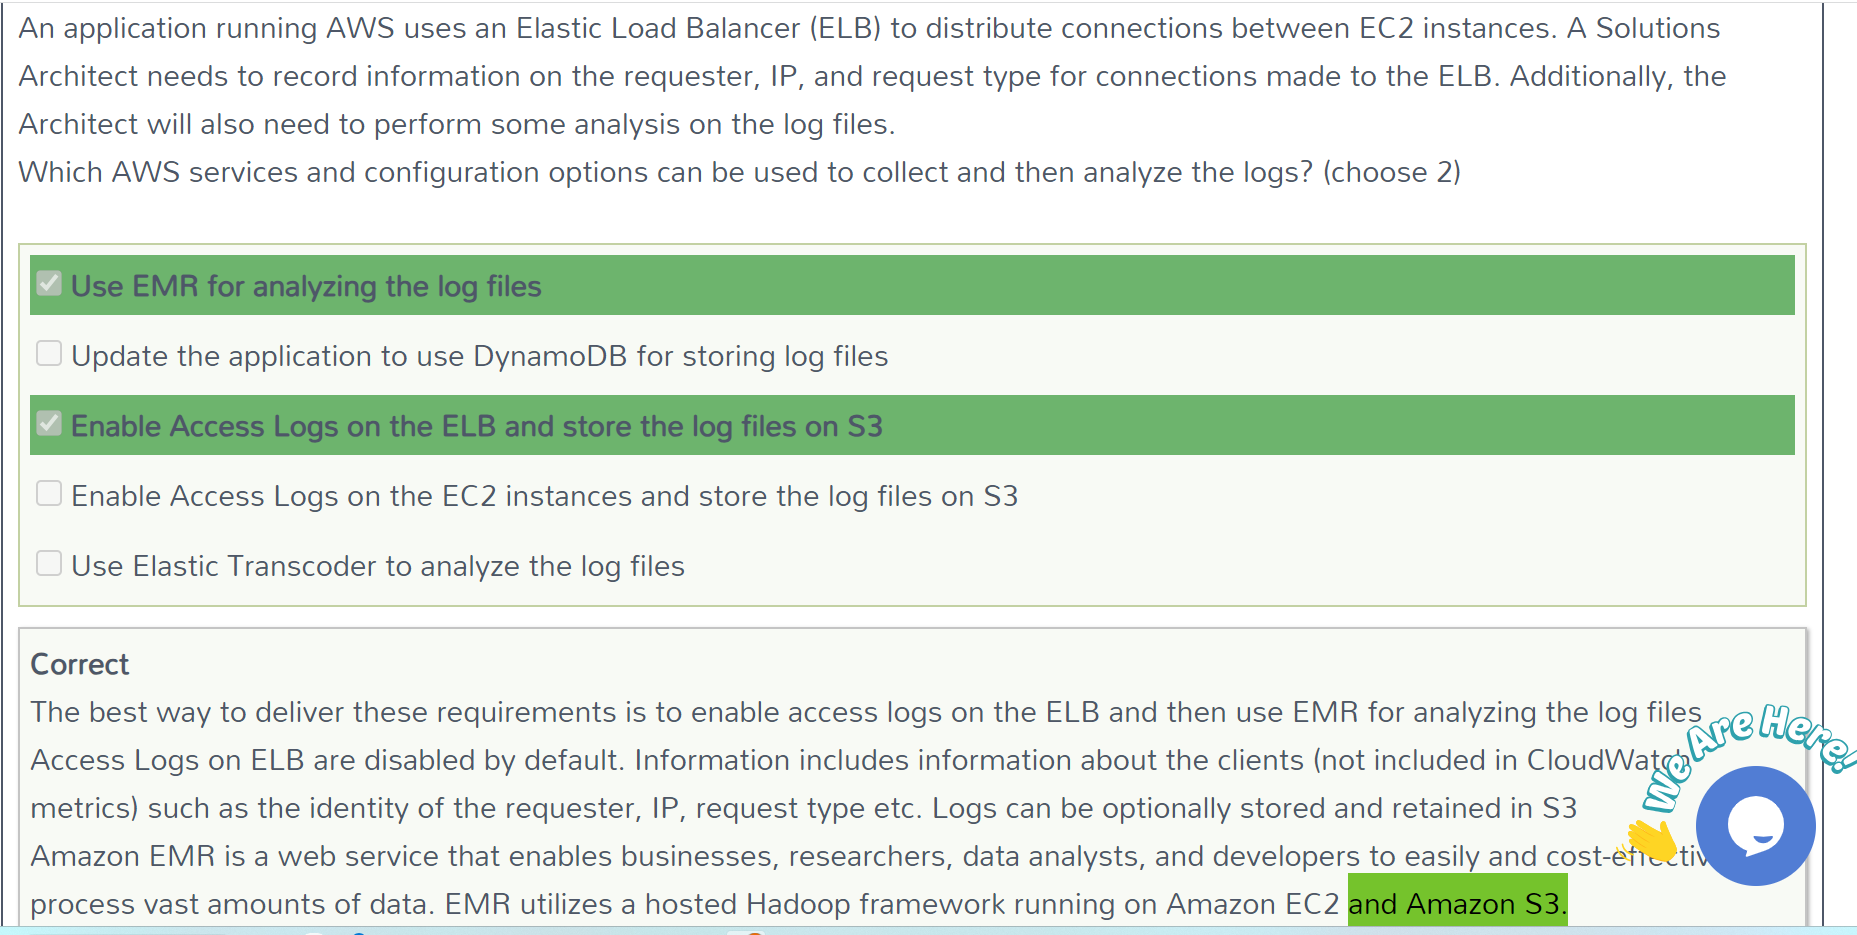 An application running AWS uses an Elastic Load Balancer (ELB) to distribute connections between EC2 instances. A Solutions
Architect needs to record information on the requester, IP, and request type for connections made to the ELB. Additionally, the
Architect will also need to perform some analysis on the log files.
Which AWS services and configuration options can be used to collect and then analyze the logs? (choose 2)
Use EMR for analyzing the log files
Update the application to use DynamoDB for storing log files
Enable Access Logs on the ELB and store the log files on S3
Enable Access Logs on the EC2 instances and store the log files on S3
Use Elastic Transcoder to analyze the log files
Correct
The best way to deliver these requirements is to enable access logs on the ELB and then use EMR for analyzing the log files
Access Logs on ELB are disabled by default. Information includes information about the clients (not included in CloudWatch
metrics) such as the identity of the requester, IP, request type etc. Logs can be optionally stored and retained in S3
Amazon EMR is a web service that enables businesses, researchers, data analysts, and developers to easily and
process vast amounts of data. EMR utilizes a hosted Hadoop framework running on Amazon EC2 and Amazon S3.
We Are Here!